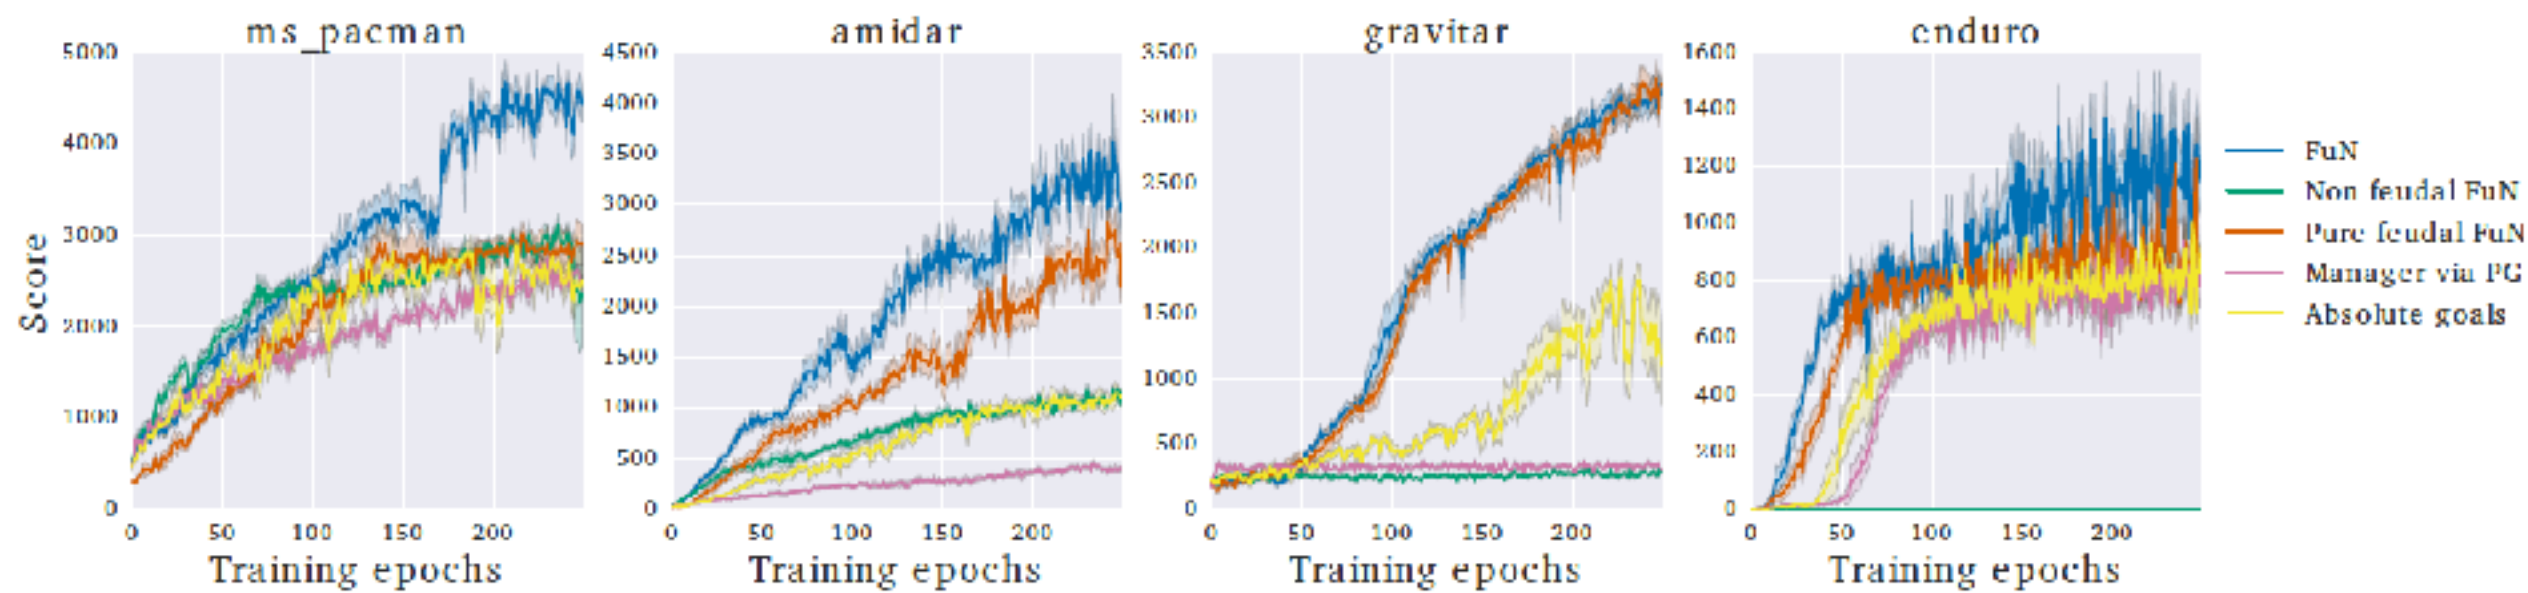 ms_pacman
amidar
gravitar
enduro
Score
5000
4000
3000
2000
1000
0
0 50 100 150 200
Training epochs
4500
4000
3500
3000
2500
2000
1500
1000
500
0
0 50 100 150 200
Training epochs
3500
3000
2500
2000
1500
1000
500
0
0 50 100 150 200
Training epochs
1600
1400
1200
1000
800
600
400
200
0
0 50 100 150 200
Training epochs
FuN
Non feudal FuN
Pure feudal FuN
Manager via PG
Absolute goals